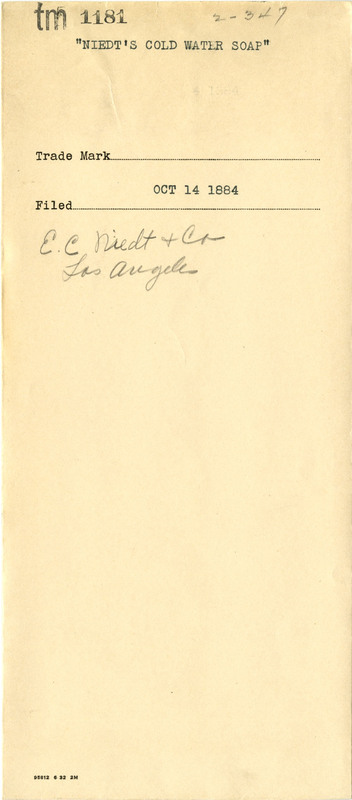 tm 1181 2-347
"NIEDT'S COLD WATER SOAP"
Trade Mark
OCT 14 1884
Filed
E. C. Niedt + Co
Los Angeles
95912 6 32 2M